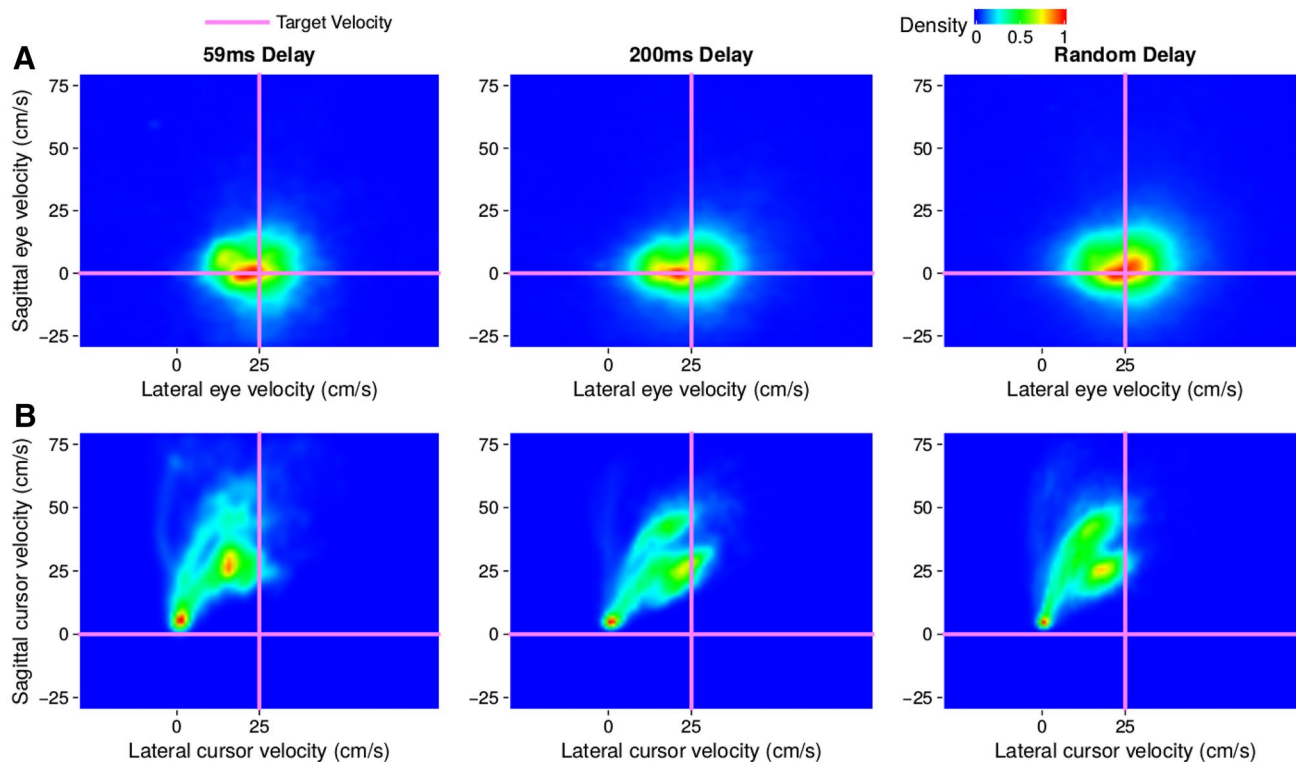 Target Velocity
Density
0 0.5 1
A
59ms Delay
200ms Delay
Random Delay
Sagittal eye velocity (cm/s)
75
50
25
0
−25
0 25
Lateral eye velocity (cm/s)
75
50
25
0
−25
0 25
Lateral eye velocity (cm/s)
75
50
25
0
−25
0 25
Lateral eye velocity (cm/s)
B
Sagittal cursor velocity (cm/s)
75
50
25
0
−25
0 25
Lateral cursor velocity (cm/s)
75
50
25
0
−25
0 25
Lateral cursor velocity (cm/s)
75
50
25
0
−25
0 25
Lateral cursor velocity (cm/s)